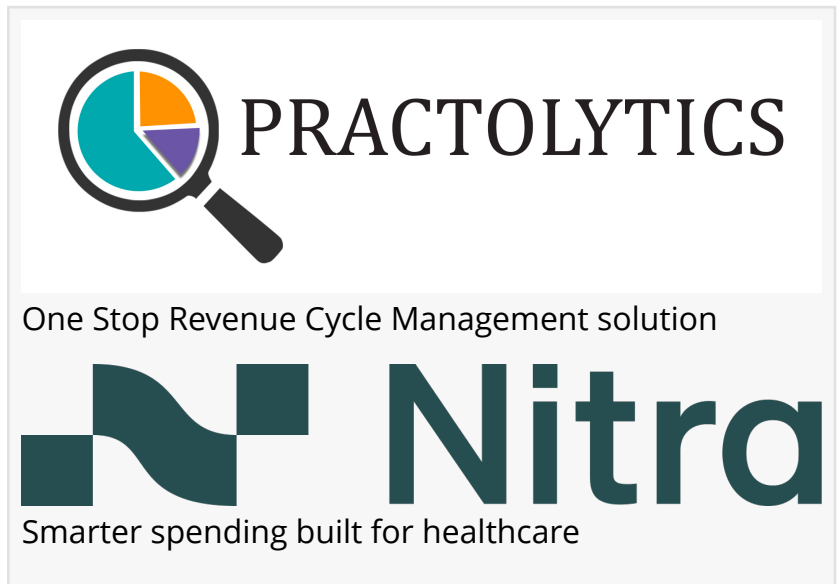 PRACTOLYTICS
One Stop Revenue Cycle Management solution
Nitra
Smarter spending built for healthcare